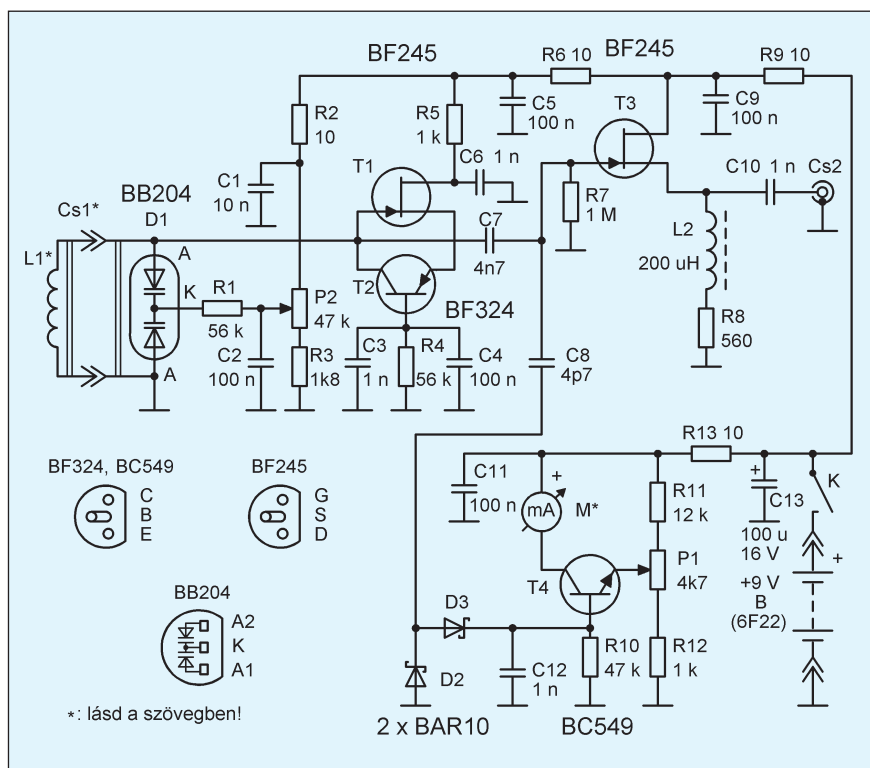 BF245
BF245
R6 10
R9 10
R2
10
R5
1 k
C5
100 n
T3
C9
100 n
T1
C6 1 n
C1
10 n
C10 1 n
Cs2
BB204
D1
Cs1*
R7
1 M
C7
4n7
L2
200 uH
L1*
A
K
A
R1
56 k
P2
47 k
T2
BF324
R8
560
C2
100 n
R3
1k8
C3
1 n
R4
56 k
C4
100 n
C8
4p7
R13 10
BF324, BC549
C
B
E
BF245
G
S
D
C11
100 n
+
mA
M*
R11
12 k
+
C13
100 u
16 V
K
T4
P1
4k7
+
+9 V
B
(6F22)
BB204
A2
K
A1
D3
D2
C12
1 n
R10
47 k
R12
1 k
*: lásd a szövegben!
2 x BAR10
BC549